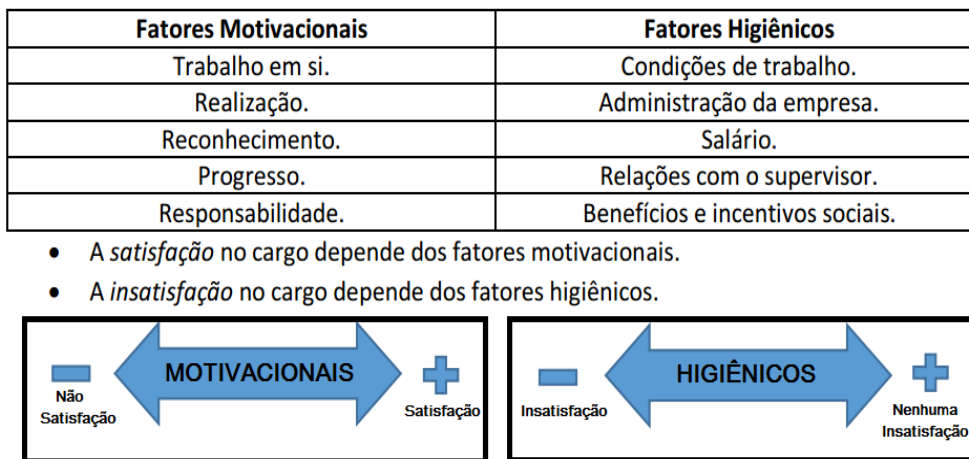 Fatores Motivacionais Fatores Higiênicos
Trabalho em si. Condições de trabalho.
Realização. Administração da empresa.
Reconhecimento. Salário.
Progresso. Relações com o supervisor.
Responsabilidade. Benefícios e incentivos sociais.
• A satisfação no cargo depende dos fatores motivacionais.
• A insatisfação no cargo depende dos fatores higiênicos.
MOTIVACIONAIS
Não
Satisfação
Satisfação
HIGIÊNICOS
Insatisfação
Nenhuma
Insatisfação